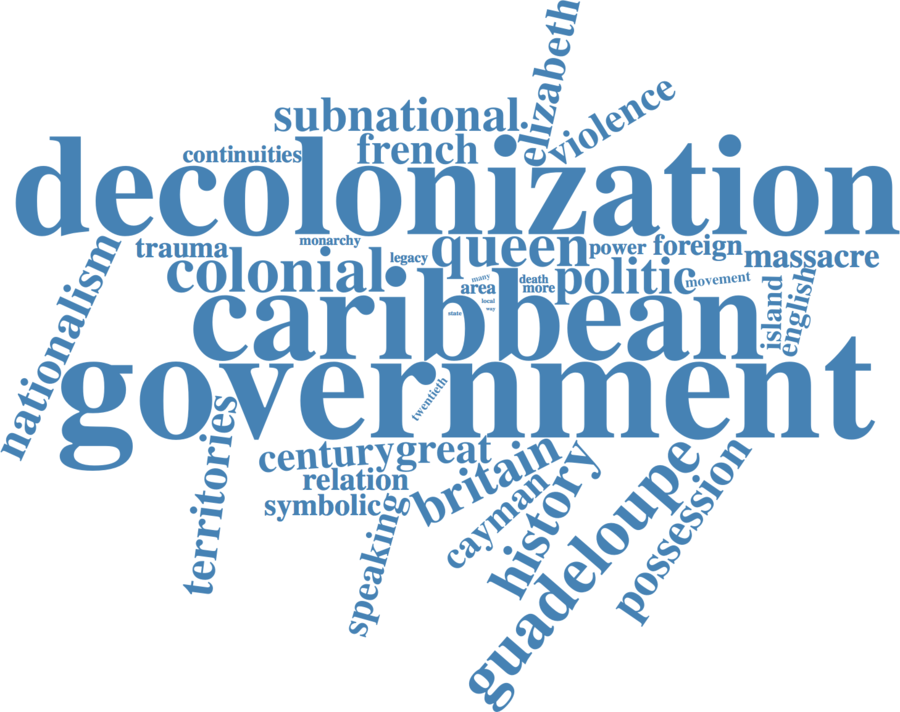 elizabeth
violence
subnational
french
continuities
decolonization
trauma
monarchy
queen
power
foreign
massacre
legacy
colonial
many
area
death
more
politic
movement
island
english
local
way
state
caribbean
nationalism
government
twentieth
territories
century
great
relation
symbolic
speaking
britain
cayman
history
guadeloupe
possession